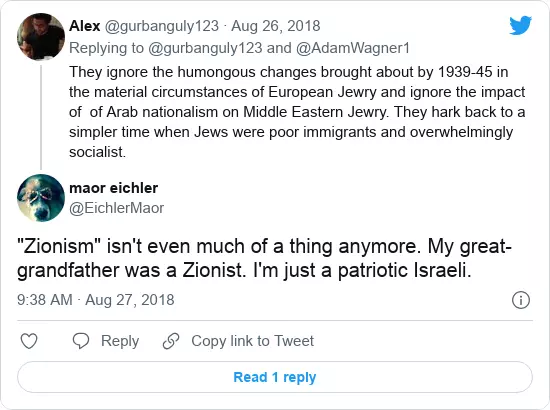 Alex @gurbanguly123 · Aug 26, 2018
Replying to @gurbanguly123 and @AdamWagner1
They ignore the humongous changes brought about by 1939-45 in
the material circumstances of European Jewry and ignore the impact
of  of Arab nationalism on Middle Eastern Jewry. They hark back to a
simpler time when Jews were poor immigrants and overwhelmingly
socialist.
maor eichler
@EichlerMaor
"Zionism" isn't even much of a thing anymore. My great-
grandfather was a Zionist. I'm just a patriotic Israeli.
9:38 AM · Aug 27, 2018
Reply Copy link to Tweet
Read 1 reply